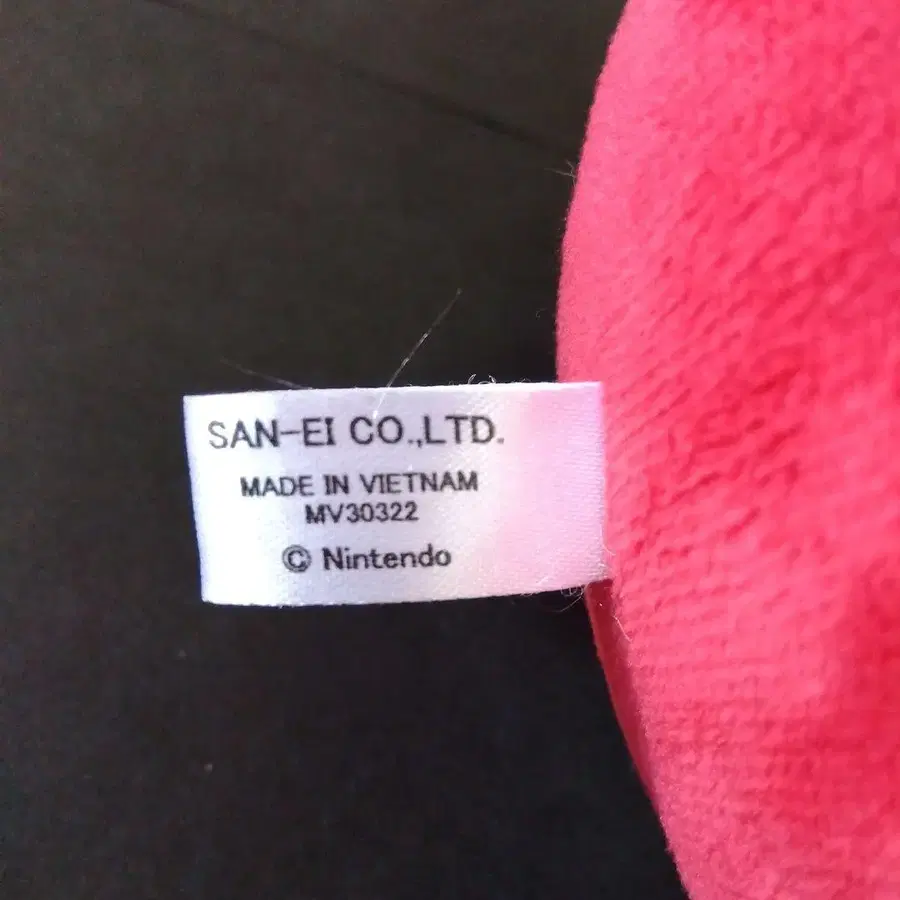 SAN-EI CO.,LTD.
MADE IN VIETNAM
MV30322
© Nintendo